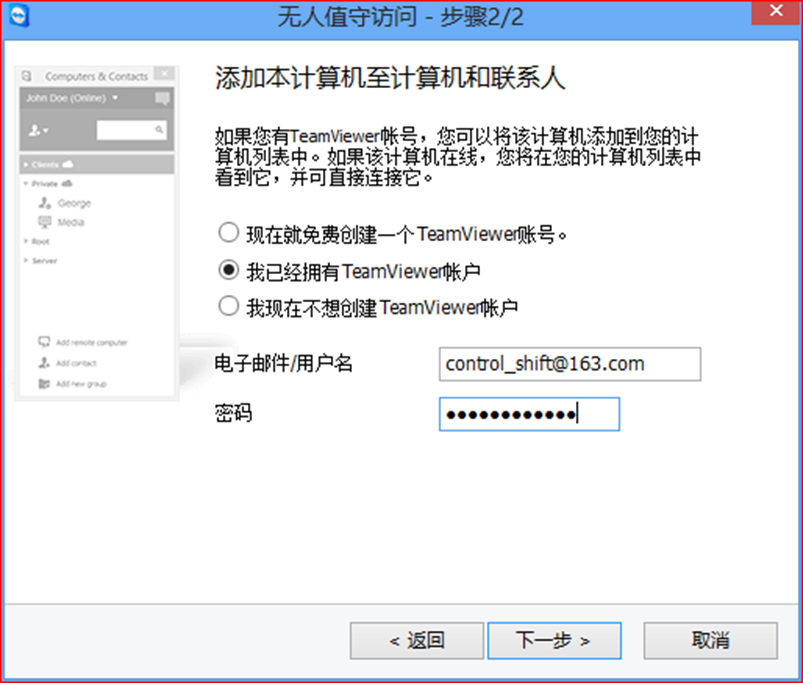 无人值守访问 - 步骤2/2
Computers & Contacts
John Doe (Online)
Clients
Private
George
Media
Root
Server
Add remote computer
Add contact
Add new group
添加本计算机至计算机和联系人
如果您有TeamViewer帐号，您可以将该计算机添加到您的计
算机列表中。如果该计算机在线，您将在您的计算机列表中
看到它，并可直接连接它。
现在就免费创建一个TeamViewer账号。
我已经拥有TeamViewer帐户
我现在不想创建TeamViewer帐户
电子邮件/用户名
control_shift@163.com
密码
●●●●●●●●●●●●
< 返回
下一步 >
取消